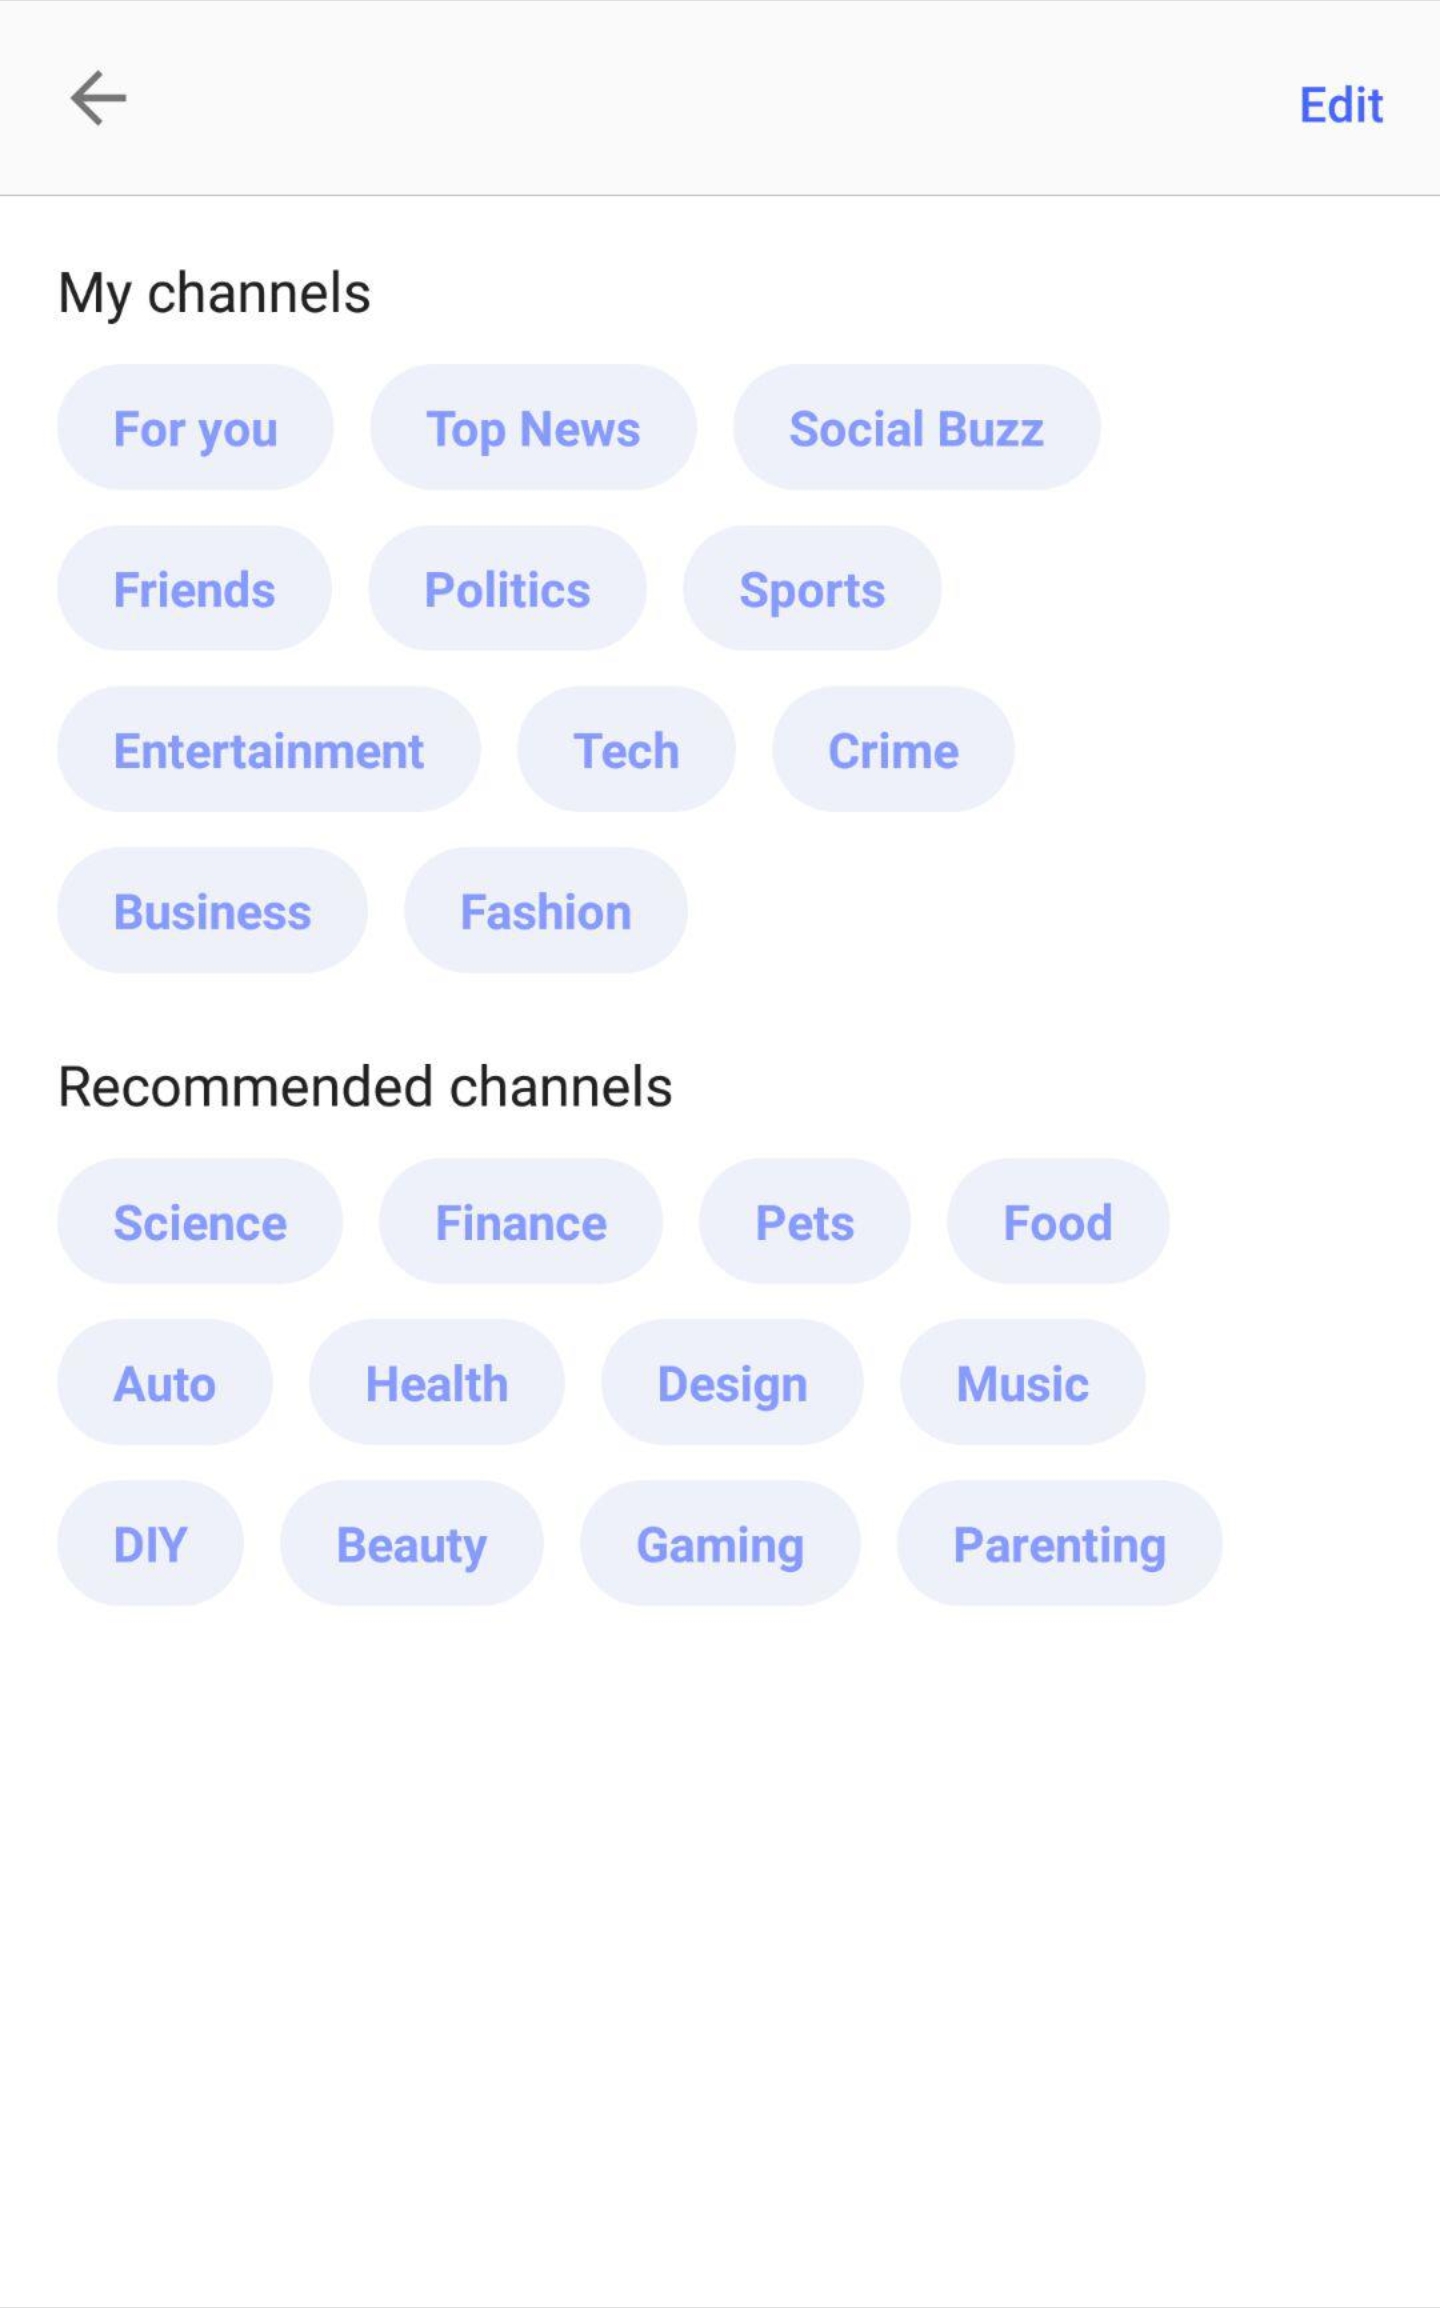 Edit
My channels
For you Top News Social Buzz
Friends Politics Sports
Entertainment Tech Crime
Business Fashion
Recommended channels
Science Finance Pets Food
Auto Health Design Music
DIY Beauty Gaming Parenting